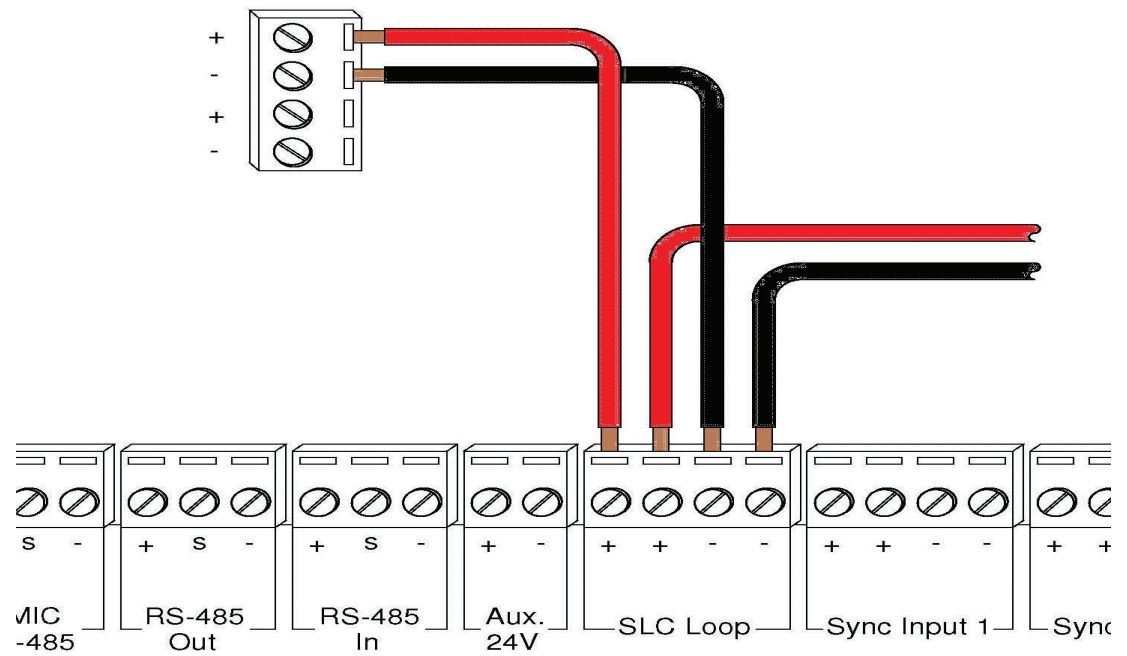 +
-
+
-
S -
+ S -
+ S -
+ -
+ + - -
+ + - -
+ +
MIC
-485
RS-485
Out
RS-485
In
Aux.
24V
SLC Loop
Sync Input 1
Sync